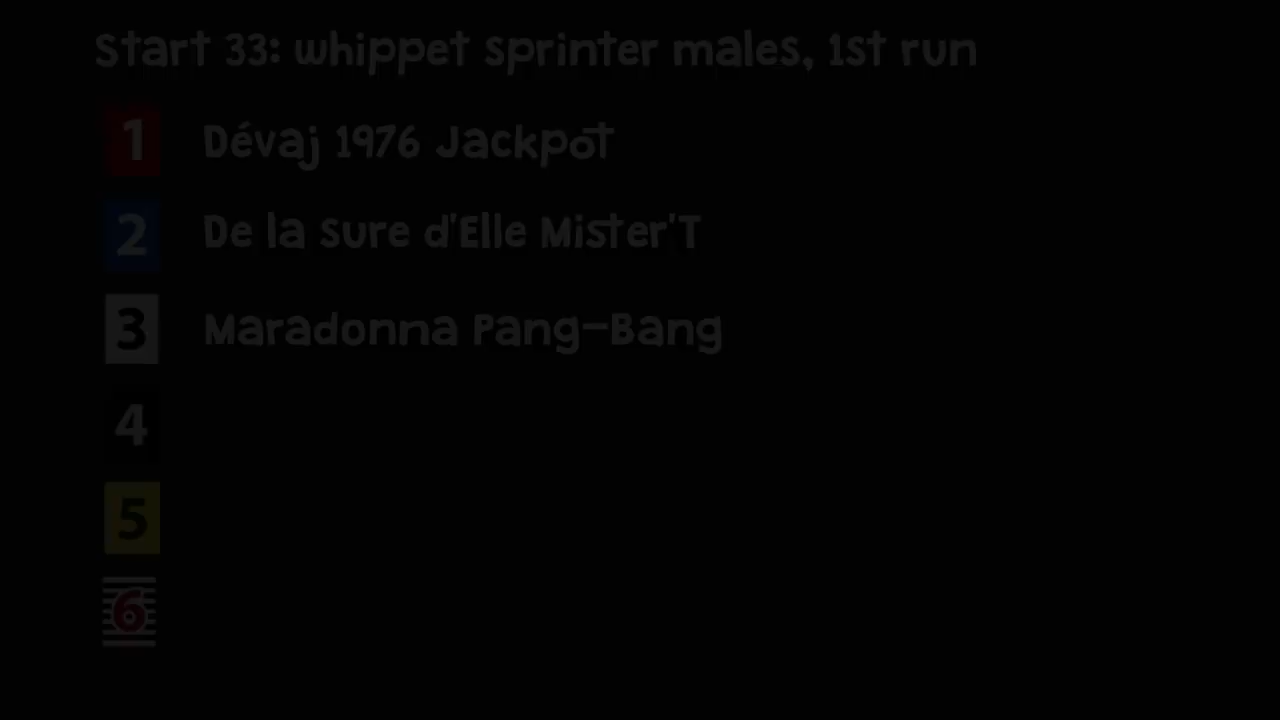 Start 33: whippet sprinter males, 1st run
1 Dévaj 1976 Jackpot
2 De la Sure d'Elle Mister'T
3 Maradonna Pang-Bang
4
5
6